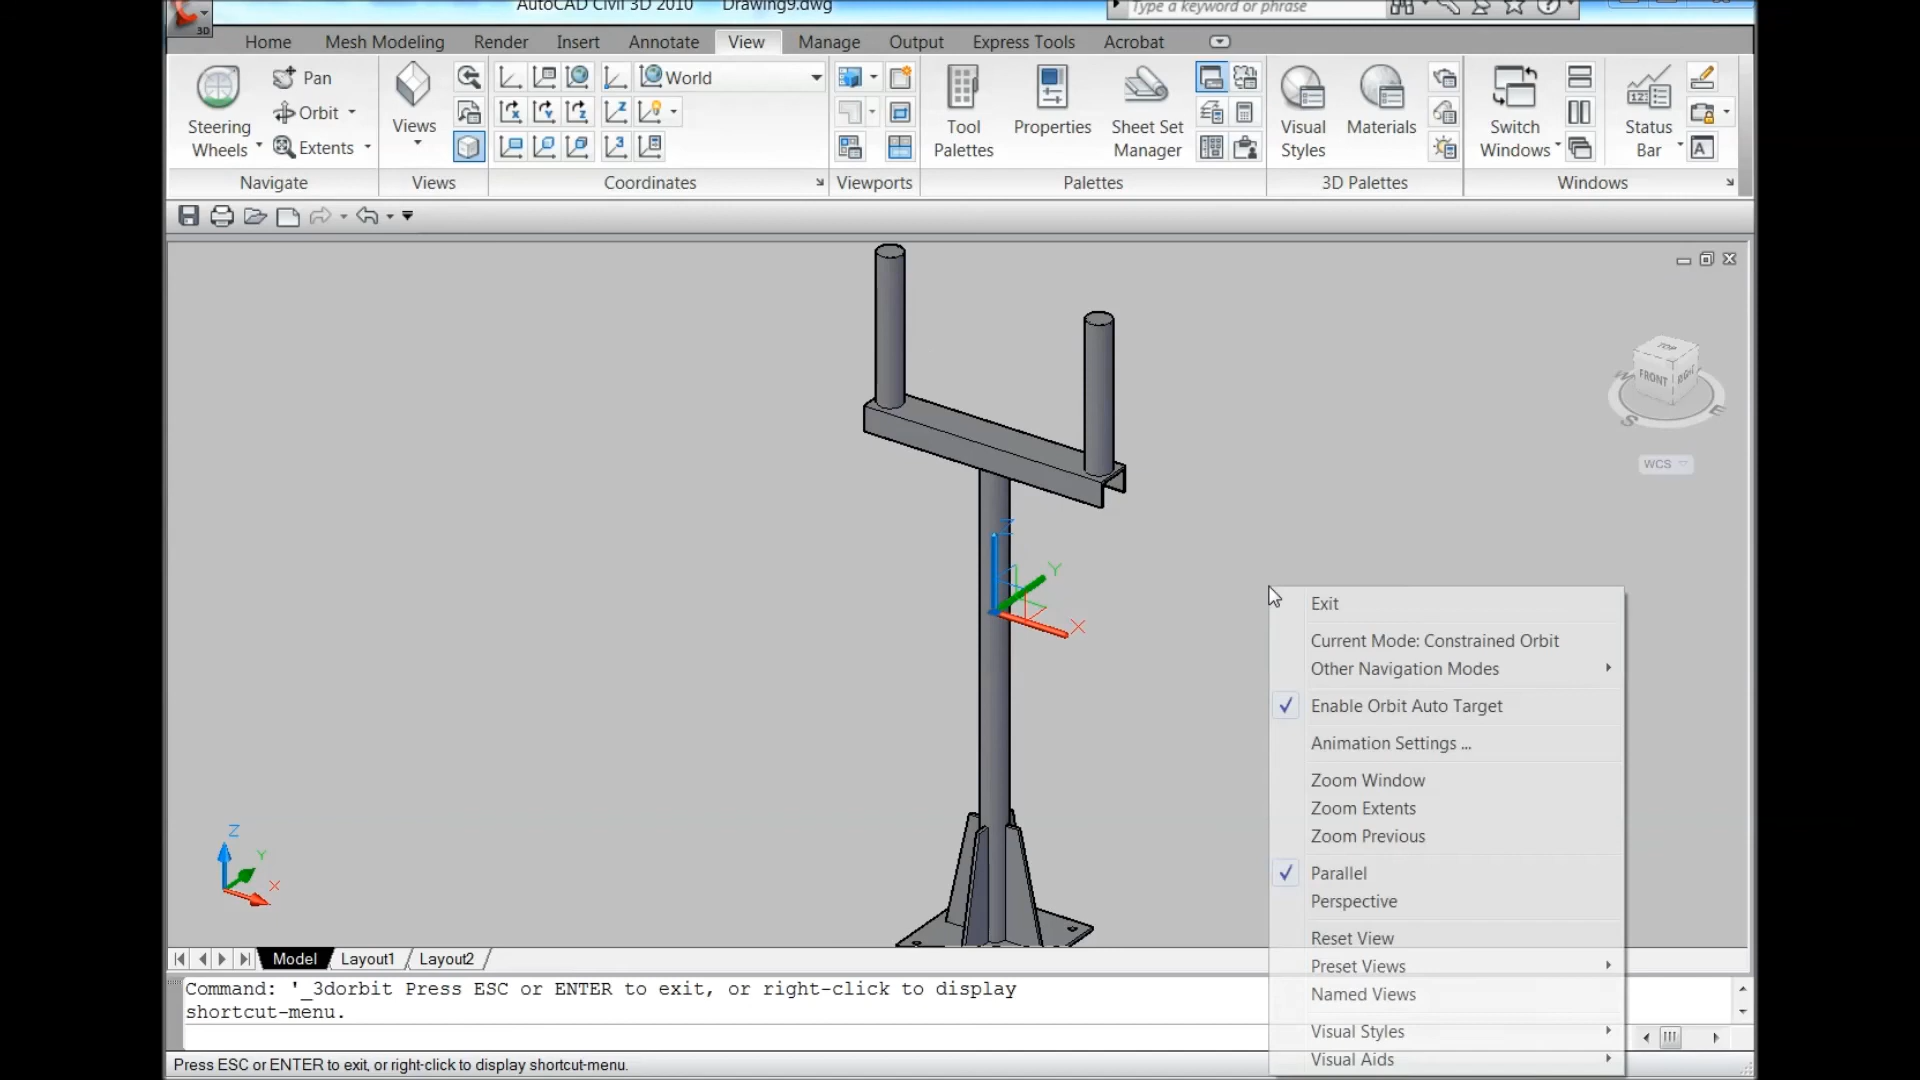 AutoCAD Civil 3D 2010 Drawing9.dwg
Type a keyword or phrase
3D
Home Mesh Modeling Render Insert Annotate View Manage Output Express Tools Acrobat
Steering Wheels
Pan
Orbit
Extents
Navigate
Views
Views
World
Coordinates
Viewports
Tool Palettes
Properties
Sheet Set Manager
Palettes
Visual Styles
Materials
3D Palettes
Switch Windows
Status Bar
Windows
TOP
FRONT
RIGHT
W
S
E
WCS
Z
Y
X
Z
Y
X
Exit
Current Mode: Constrained Orbit
Other Navigation Modes
Enable Orbit Auto Target
Animation Settings ...
Zoom Window
Zoom Extents
Zoom Previous
Parallel
Perspective
Reset View
Preset Views
Named Views
Visual Styles
Visual Aids
Model Layout1 Layout2
Command: '_3dorbit Press ESC or ENTER to exit, or right-click to display
shortcut-menu.
Press ESC or ENTER to exit, or right-click to display shortcut-menu.